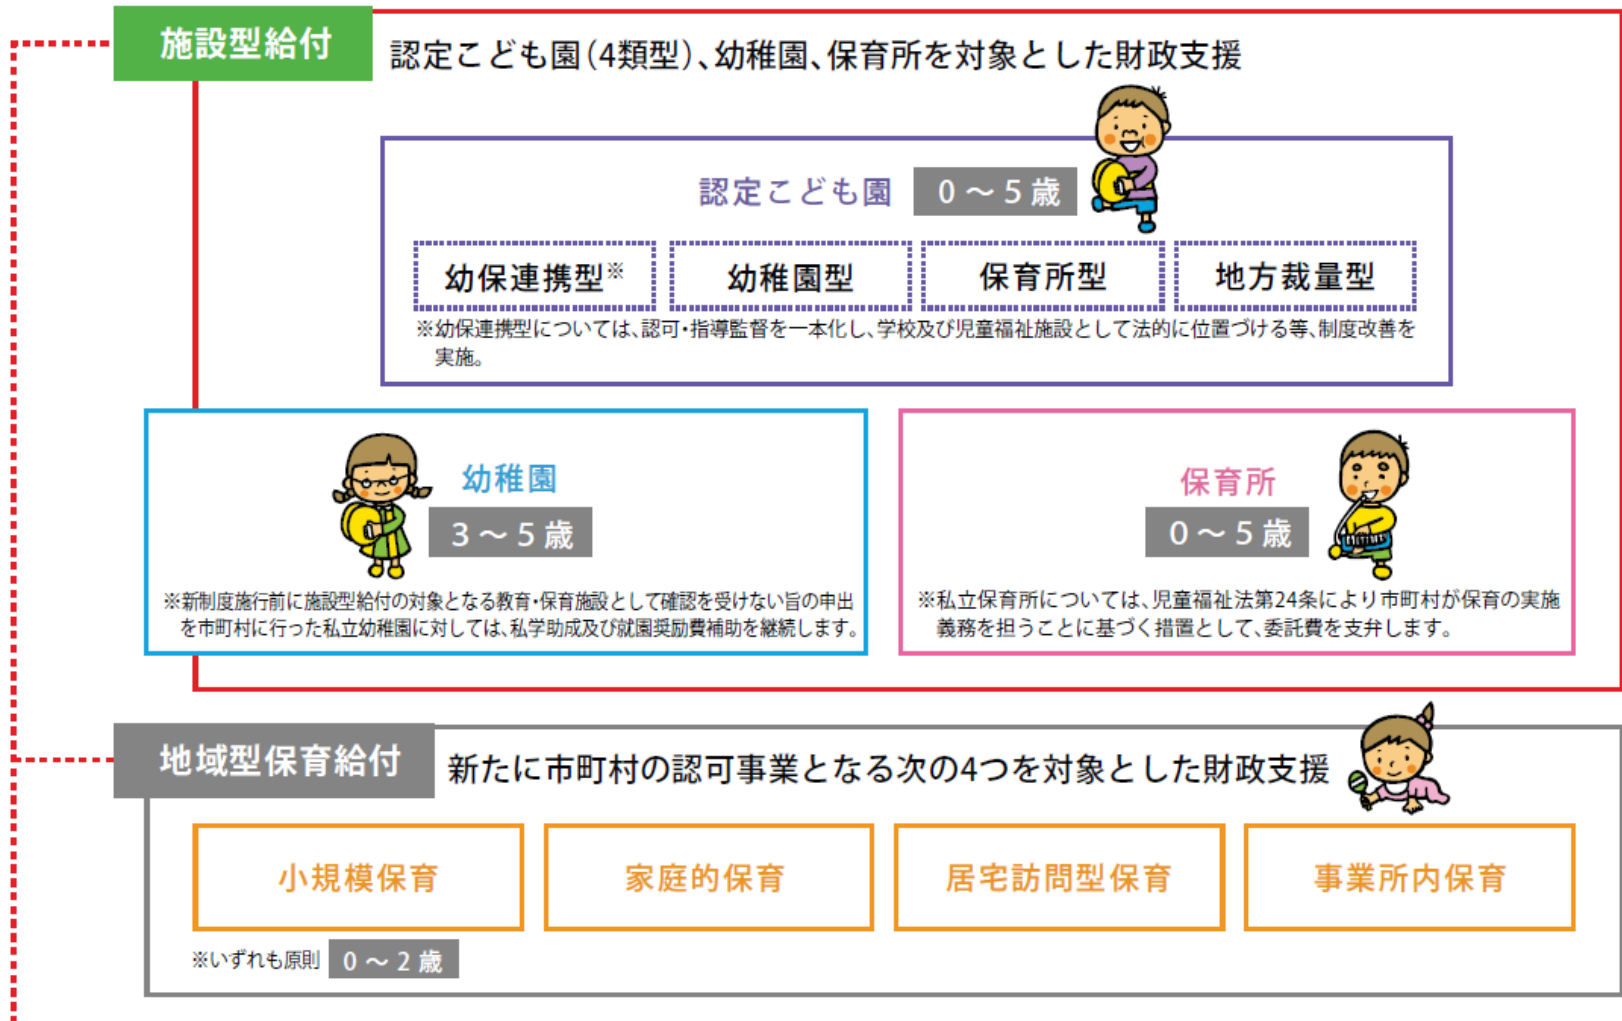 施設型給付
認定こども園(4類型)、幼稚園、保育所を対象とした財政支援
認定こども園 0〜5歳
幼保連携型※
幼稚園型
保育所型
地方裁量型
※幼保連携型については、認可・指導監督を一本化し、学校及び児童福祉施設として法的に位置づける等、制度改善を
実施。
幼稚園
3〜5歳
※新制度施行前に施設型給付の対象となる教育・保育施設として確認を受けない旨の申出
を市町村に行った私立幼稚園に対しては、私学助成及び就園奨励費補助を継続します。
保育所
0〜5歳
※私立保育所については、児童福祉法第24条により市町村が保育の実施
義務を担うことに基づく措置として、委託費を支弁します。
地域型保育給付
新たに市町村の認可事業となる次の4つを対象とした財政支援
小規模保育
家庭的保育
居宅訪問型保育
事業所内保育
※いずれも原則 0〜2歳